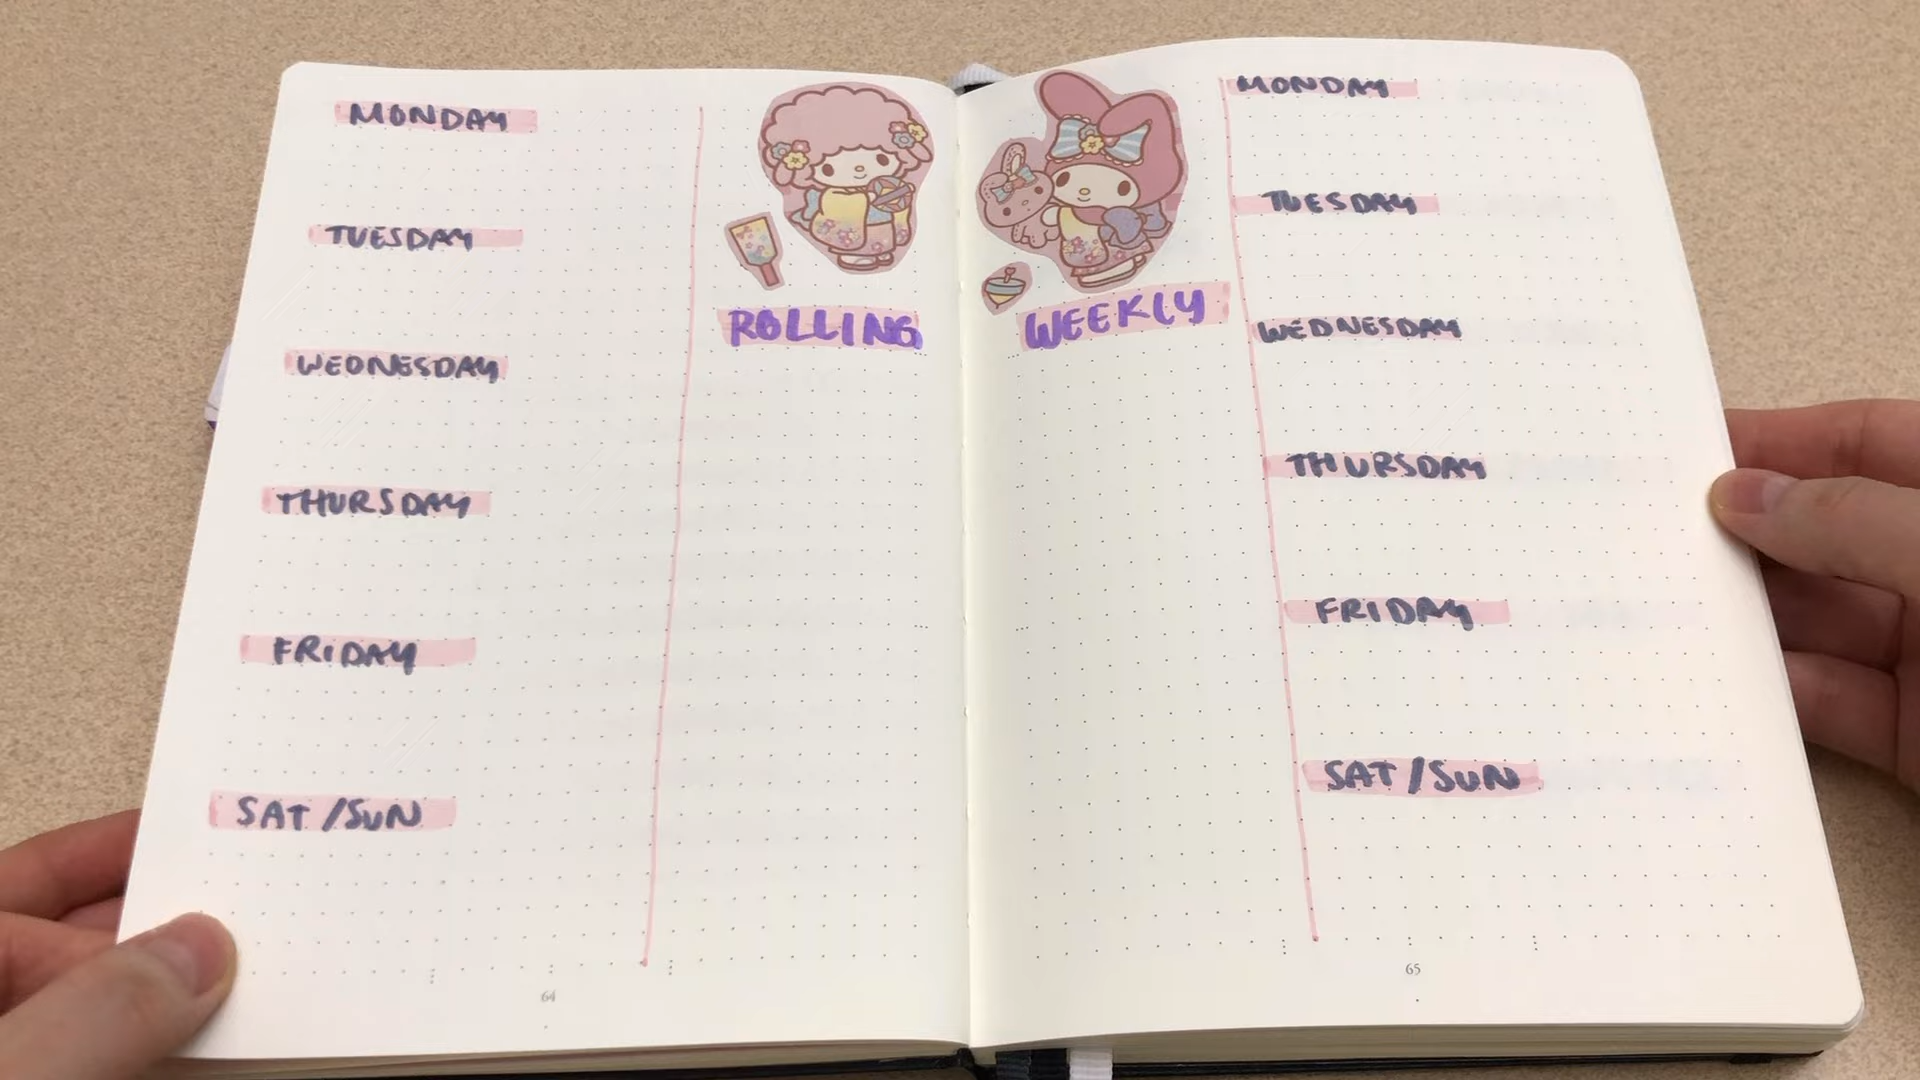 MONDAY
TUESDAY
WEDNESDAY
THURSDAY
FRIDAY
SAT/SUN
ROLLING
64
WEEKLY
MONDAY
TUESDAY
WEDNESDAY
THURSDAY
FRIDAY
SAT/SUN
65